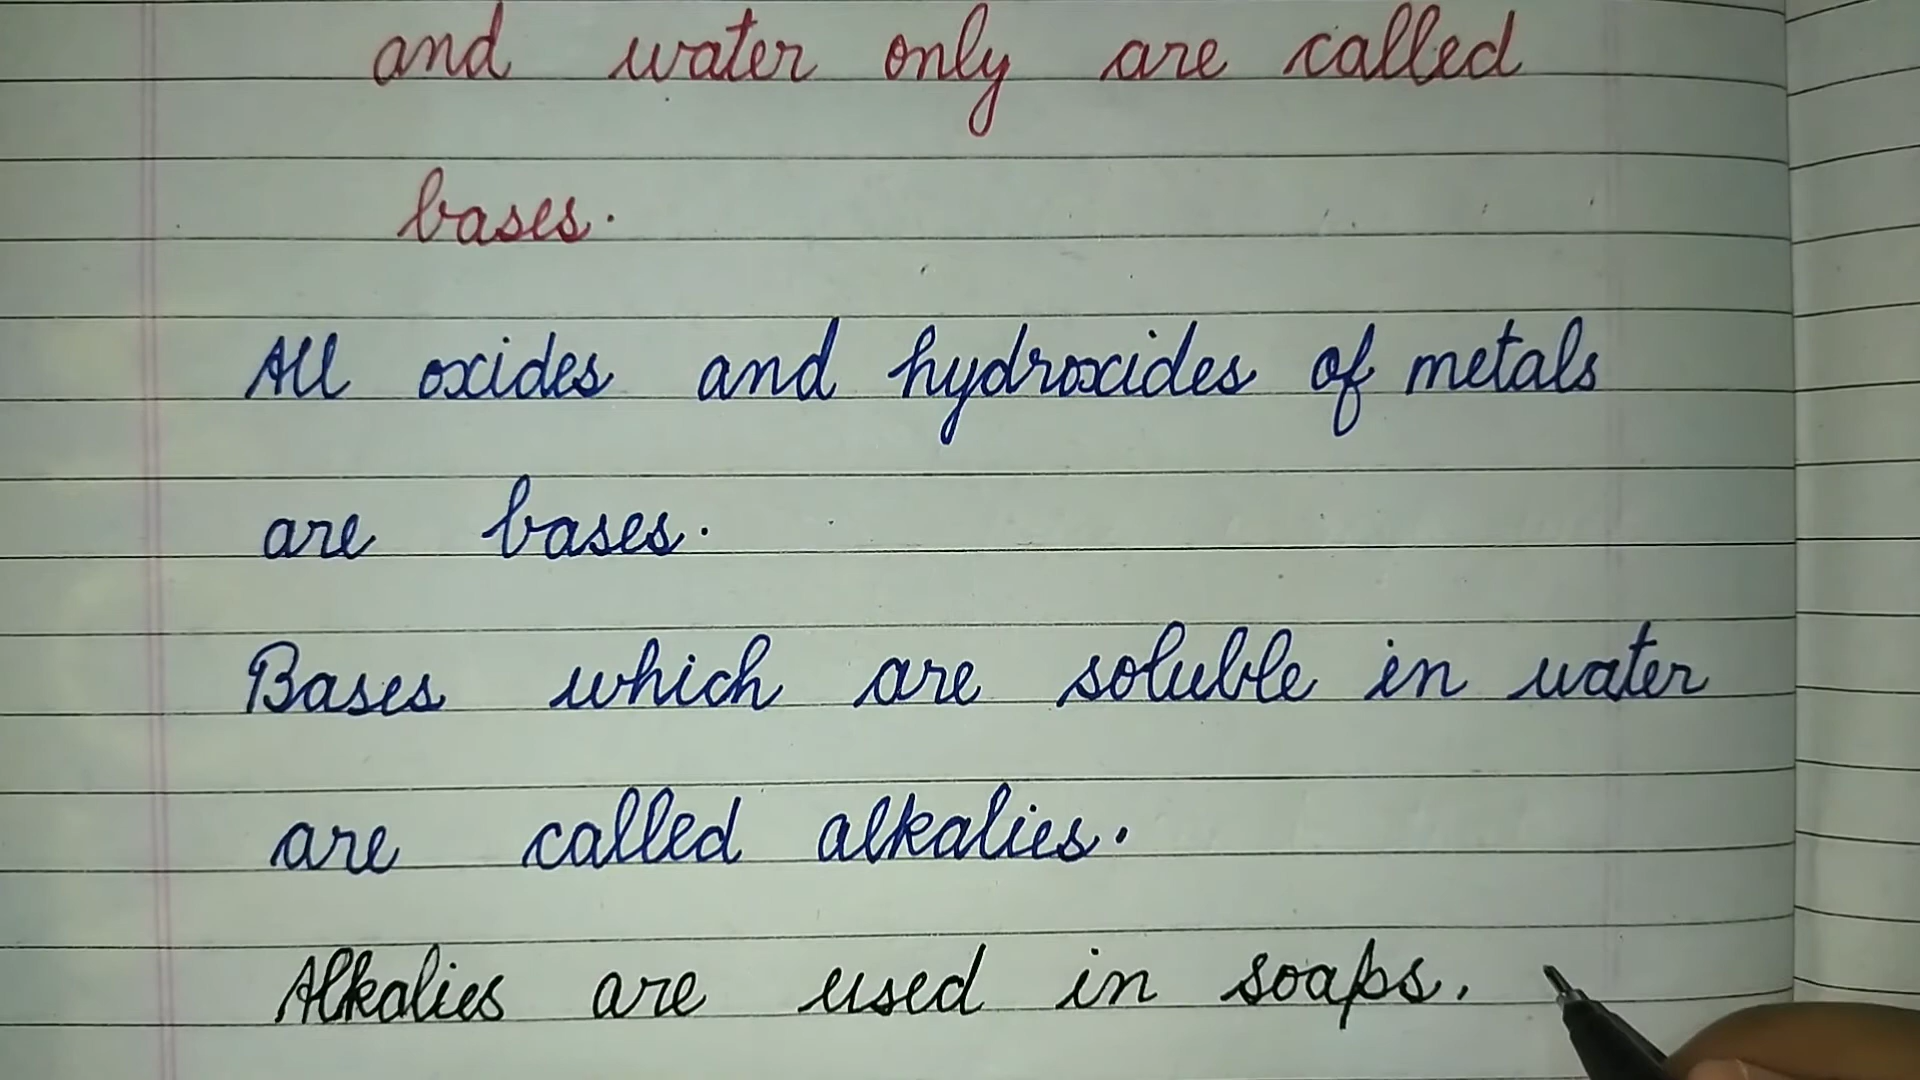 and water only are called
bases.
All oxides and hydroxides of metals
are bases.
Bases which are soluble in water
are called alkalies.
Alkalies are used in soaps,